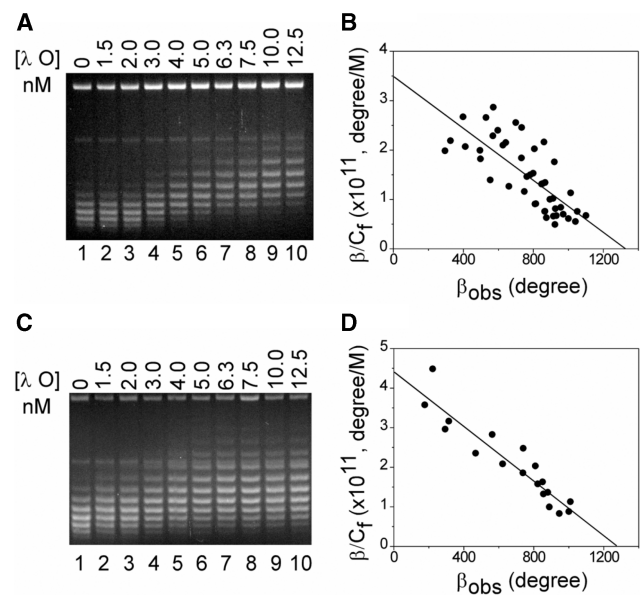 A
[λ O] 0 1.5 2.0 3.0 4.0 5.0 6.3 7.5 10.0 12.5
nM
1 2 3 4 5 6 7 8 9 10
B
β/Cf (x10¹¹, degree/M)
4
3
2
1
0
0 400 800 1200
βobs (degree)
C
[λ O] 0 1.5 2.0 3.0 4.0 5.0 6.3 7.5 10.0 12.5
nM
1 2 3 4 5 6 7 8 9 10
D
β/Cf (x10¹¹, degree/M)
5
4
3
2
1
0
0 400 800 1200
βobs (degree)